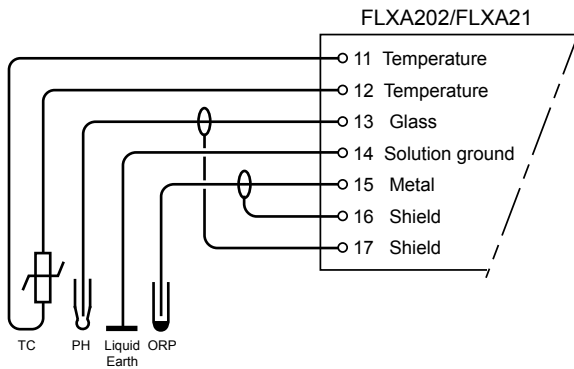 FLXA202/FLXA21
11 Temperature
12 Temperature
13 Glass
14 Solution ground
15 Metal
16 Shield
17 Shield
TC PH Liquid Earth ORP